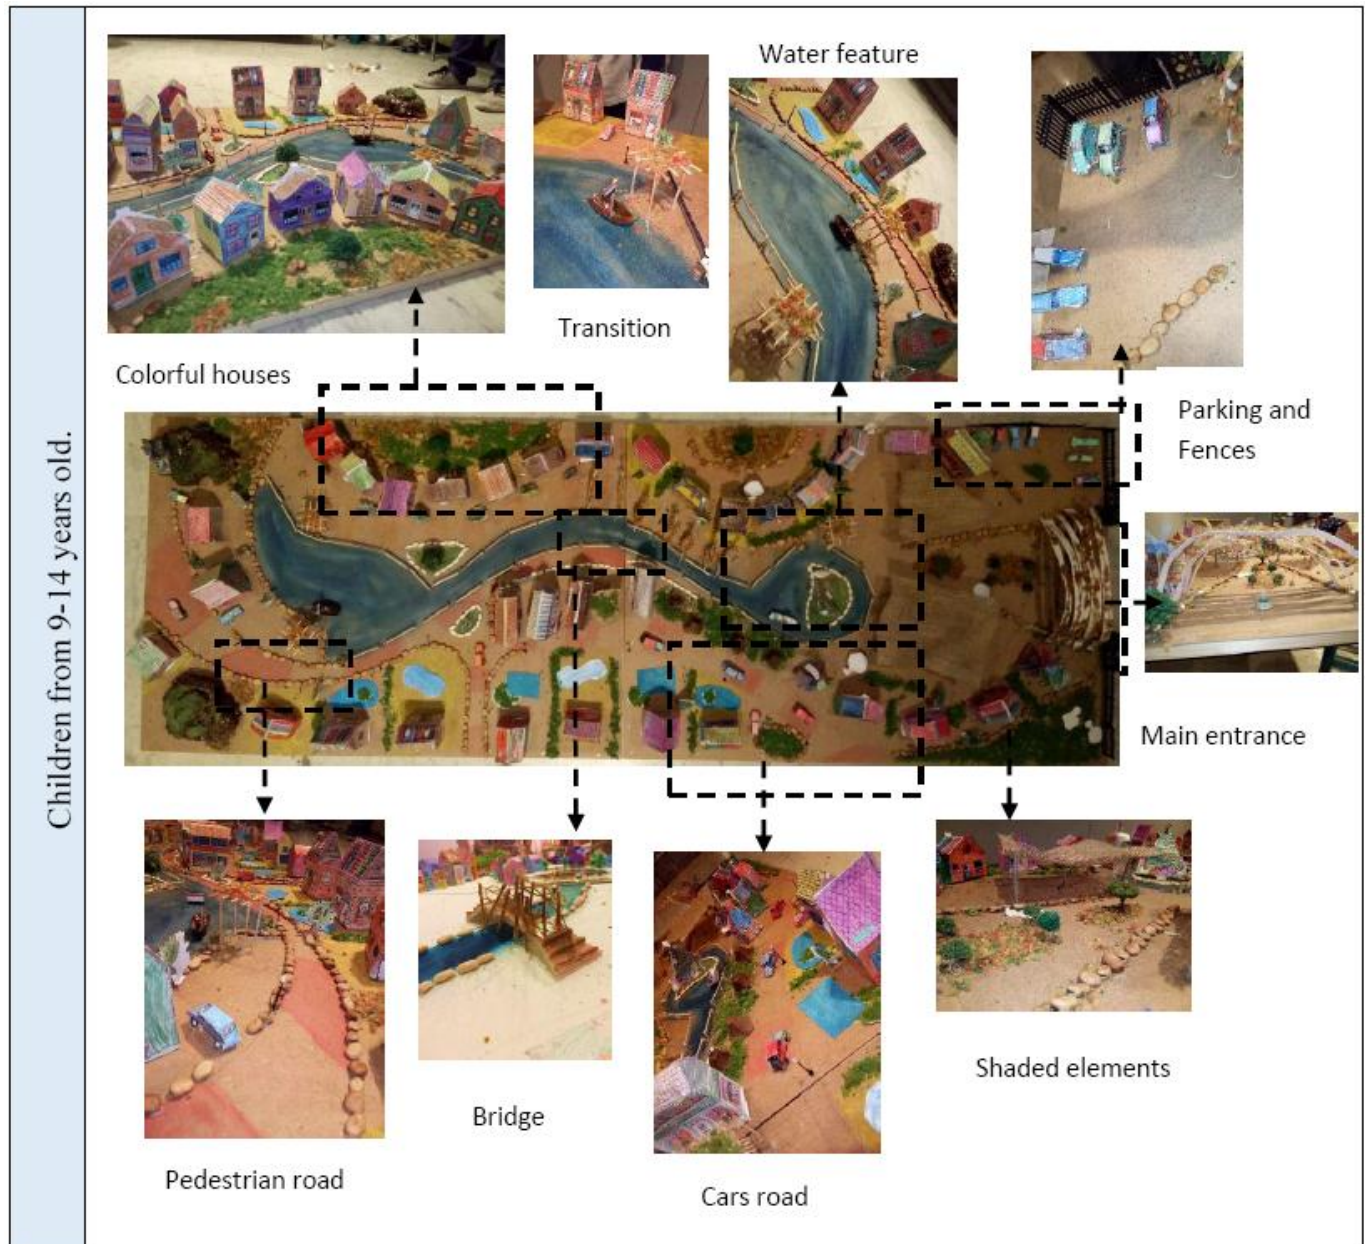 Children from 9-14 years old.
Water feature
Transition
Colorful houses
Parking and
Fences
Main entrance
Shaded elements
Bridge
Pedestrian road
Cars road